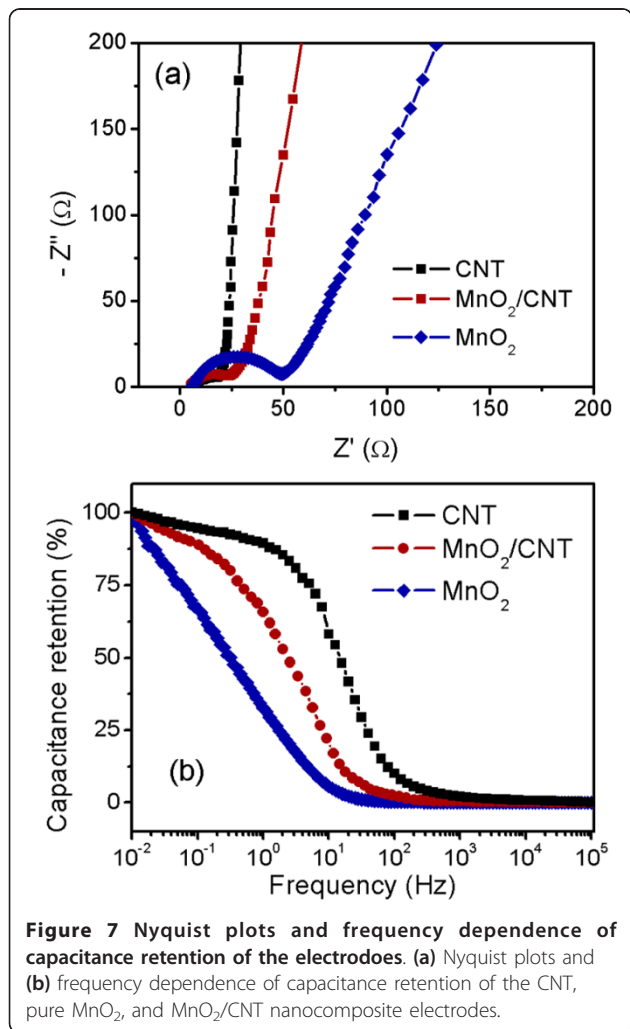 200
(a)
150
100
50
0
- Z'' (Ω)
CNT
MnO₂/CNT
MnO₂
0 50 100 150 200
Z' (Ω)
100
75
50
25
0
Capacitance retention (%)
CNT
MnO₂/CNT
MnO₂
(b)
10⁻² 10⁻¹ 10⁰ 10¹ 10² 10³ 10⁴ 10⁵
Frequency (Hz)
Figure 7 Nyquist plots and frequency dependence of
capacitance retention of the electrodoes. (a) Nyquist plots and
(b) frequency dependence of capacitance retention of the CNT,
pure MnO₂, and MnO₂/CNT nanocomposite electrodes.